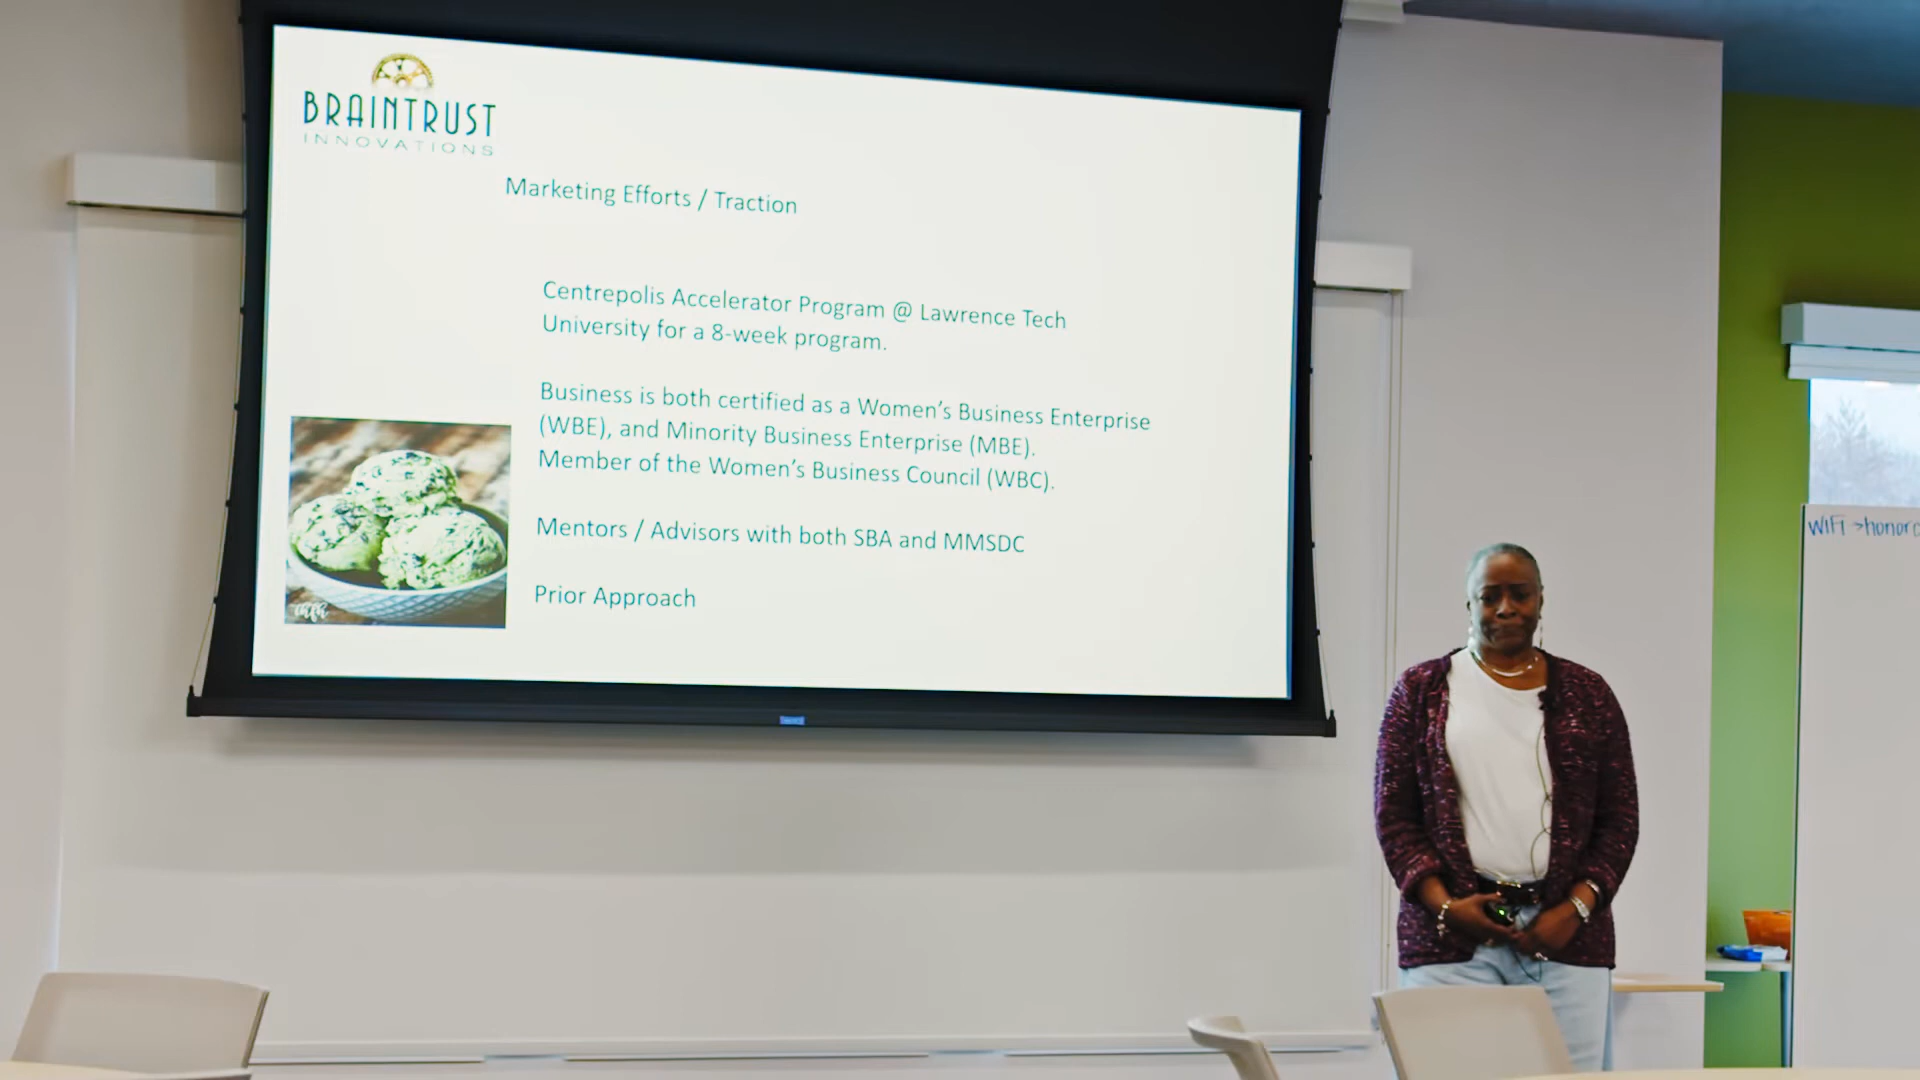 BRAINTRUST
INNOVATIONS
Marketing Efforts / Traction
Centrepolis Accelerator Program @ Lawrence Tech
University for a 8-week program.
Business is both certified as a Women's Business Enterprise
(WBE), and Minority Business Enterprise (MBE).
Member of the Women's Business Council (WBC).
Mentors / Advisors with both SBA and MMSDC
Prior Approach
WIFI >honor